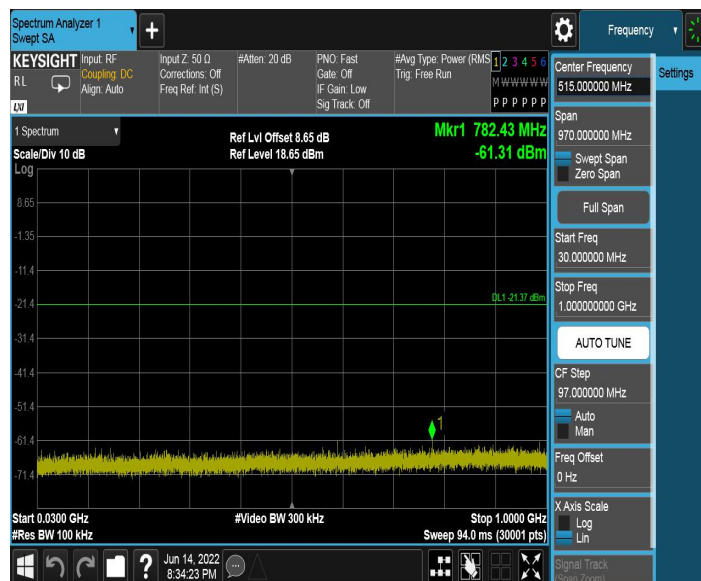 Spectrum Analyzer 1
Swept SA
+
Frequency
KEYSIGHT
RL
LXI
Input: RF
Coupling: DC
Align: Auto
Input Z: 50 Ω
Corrections: Off
Freq Ref: Int (S)
#Atten: 20 dB
PNO: Fast
Gate: Off
IF Gain: Low
Sig Track: Off
#Avg Type: Power (RMS
Trig: Free Run
1 2 3 4 5 6
M W W W W W
P P P P P P
Center Frequency
515.000000 MHz
Settings
1 Spectrum
Scale/Div 10 dB
Ref Lvl Offset 8.65 dB
Ref Level 18.65 dBm
Mkr1 782.43 MHz
-61.31 dBm
Span
970.000000 MHz
Swept Span
Zero Span
Full Span
Start Freq
30.000000 MHz
Stop Freq
1.000000000 GHz
AUTO TUNE
CF Step
97.000000 MHz
Auto
Man
Freq Offset
0 Hz
X Axis Scale
Log
Lin
Signal Track
(Span Zoom)
Log
8.65
-1.35
-11.4
-21.4
DL1 -21.37 dBm
-31.4
-41.4
-51.4
1
-61.4
-71.4
Start 0.0300 GHz
#Res BW 100 kHz
#Video BW 300 kHz
Stop 1.0000 GHz
Sweep 94.0 ms (30001 pts)
?
Jun 14, 2022
8:34:23 PM